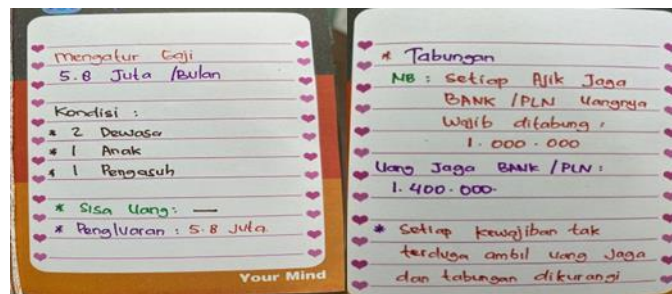 Mengatur Gaji
5.8 Juta /Bulan
Kondisi :
* 2 Dewasa
* 1 Anak
* 1 Pengasuh
* Sisa Uang : —
* Pengluaran : 5.8 Juta.
Your Mind
* Tabungan
NB : Setiap Ajik Jaga
BANK / PLN Uangnya
Wajib ditabung :
1.000.000
Uang Jaga BANK / PLN :
1.400.000.
* Setiap kewajiban tak
terduga ambil uang Jaga
dan tabungan dikurangi